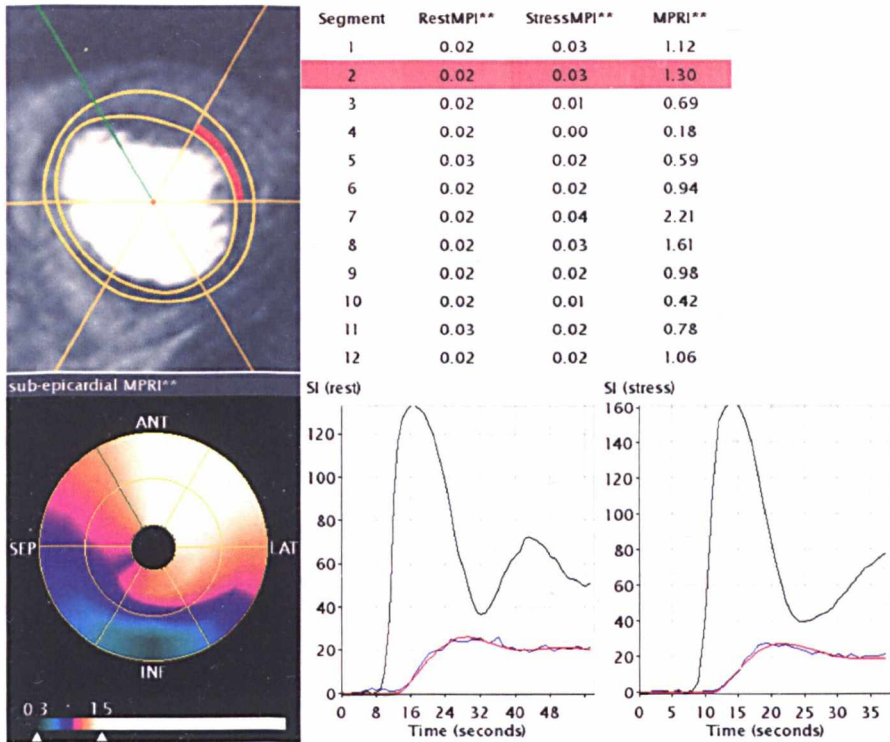 Segment RestMPI** StressMPI** MPRI**
1 0.02 0.03 1.12
2 0.02 0.03 1.30
3 0.02 0.01 0.69
4 0.02 0.00 0.18
5 0.03 0.02 0.59
6 0.02 0.02 0.94
7 0.02 0.04 2.21
8 0.02 0.03 1.61
9 0.02 0.02 0.98
10 0.02 0.01 0.42
11 0.03 0.02 0.78
12 0.02 0.02 1.06
sub-epicardial MPRI**
ANT
SEP
LAT
INF
0.3 1.5
SI (rest)
120
100
80
60
40
20
0
0 8 16 24 32 40 48
Time (seconds)
SI (stress)
160
140
120
100
80
60
40
20
0
0 5 10 15 20 25 30 35
Time (seconds)